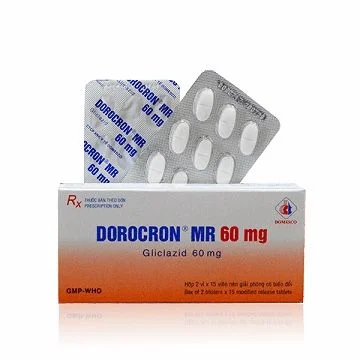 DOROCRON MR
60 mg
DOROCRON® MR
60 mg
Rx THUỐC BÁN THEO ĐƠN
PRESCRIPTION ONLY
DOROCRON® MR 60 mg
Gliclazid 60 mg
DOMESCO
GMP-WHO
Hộp 2 vỉ x 15 viên nén giải phóng có biến đổi
Box of 2 blisters x 15 modified release tablets